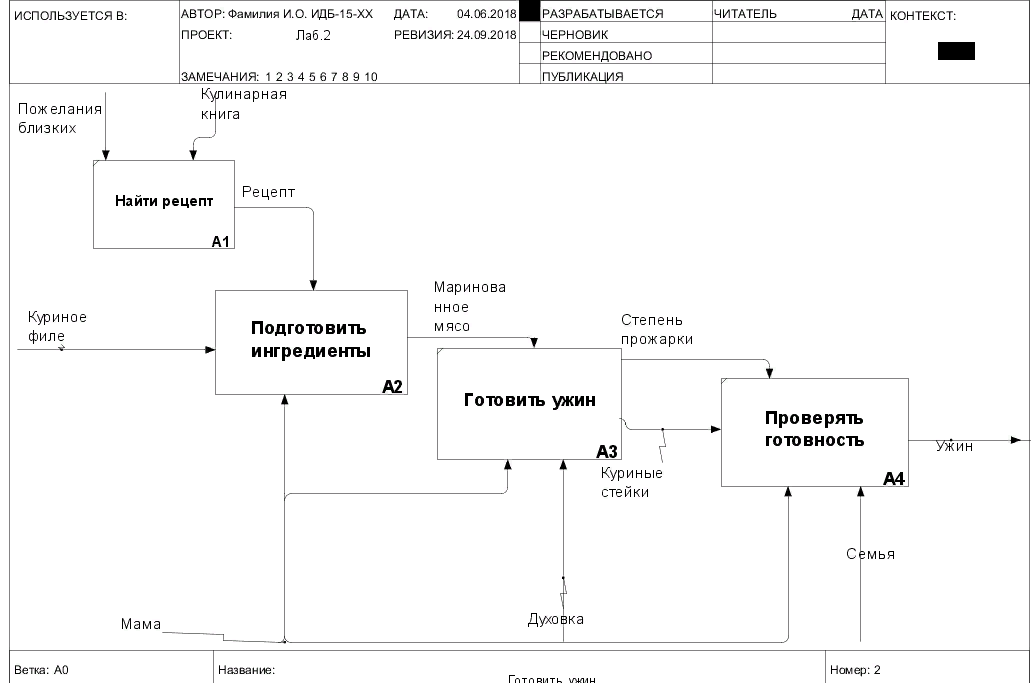 ИСПОЛЬЗУЕТСЯ В:
АВТОР: Фамилия И.О. ИДБ-15-XX
ДАТА: 04.06.2018
РАЗРАБАТЫВАЕТСЯ
ЧИТАТЕЛЬ
ДАТА
КОНТЕКСТ:
ПРОЕКТ: Лаб.2
РЕВИЗИЯ: 24.09.2018
ЧЕРНОВИК
РЕКОМЕНДОВАНО
ЗАМЕЧАНИЯ: 1 2 3 4 5 6 7 8 9 10
ПУБЛИКАЦИЯ
Пожелания
близких
Кулинарная
книга
Найти рецепт
A1
Рецепт
Куриное
филе
Подготовить
ингредиенты
A2
Маринова
нное
мясо
Готовить ужин
A3
Степень
прожарки
Куриные
стейки
Проверять
готовность
A4
Ужин
Семья
Духовка
Мама
Ветка: A0
Название:
Готовить ужин
Номер: 2